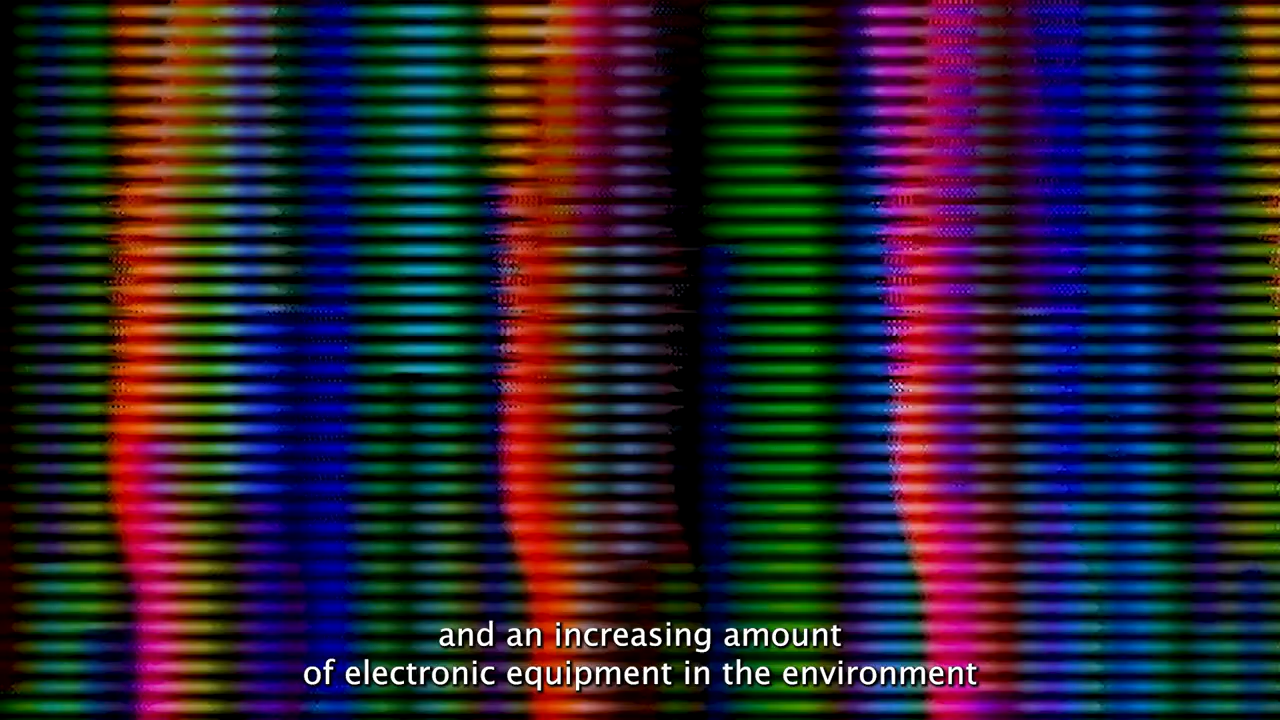 and an increasing amount
of electronic equipment in the environment